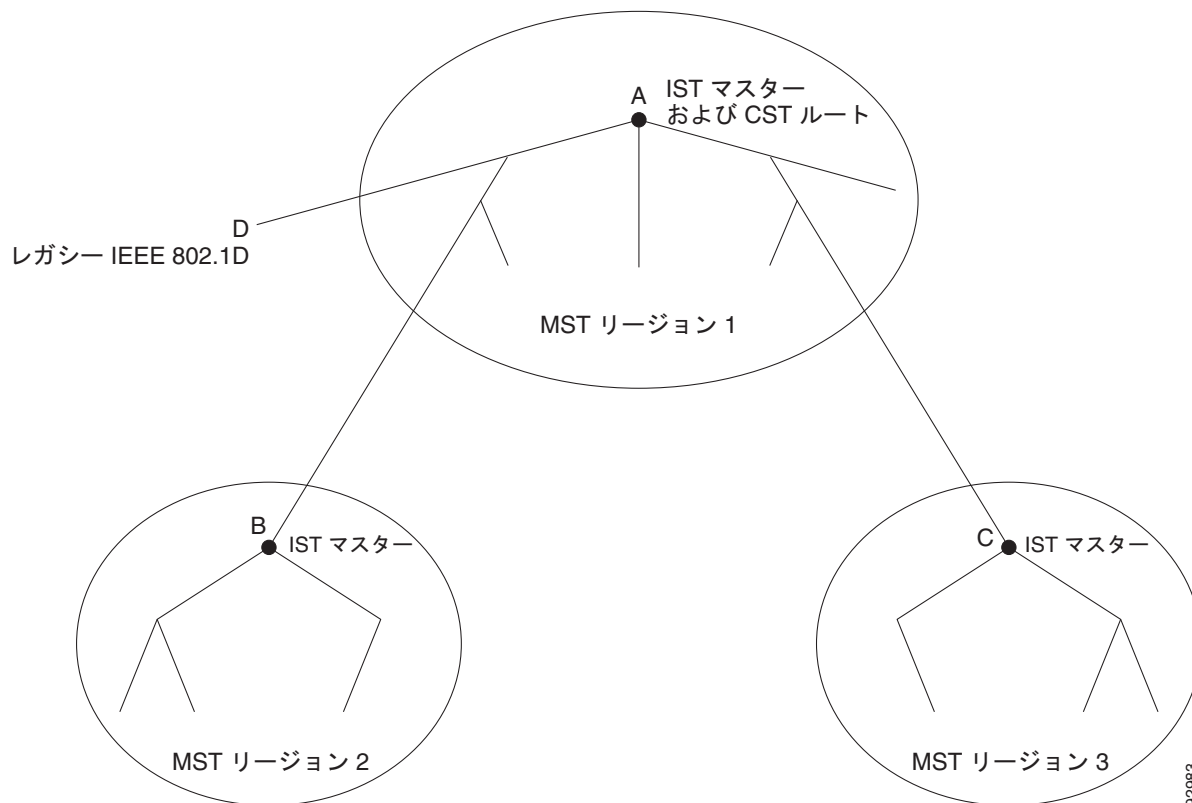 A
IST マスター
および CST ルート
D
レガシー IEEE 802.1D
MST リージョン 1
B
IST マスター
C
IST マスター
MST リージョン 2
MST リージョン 3